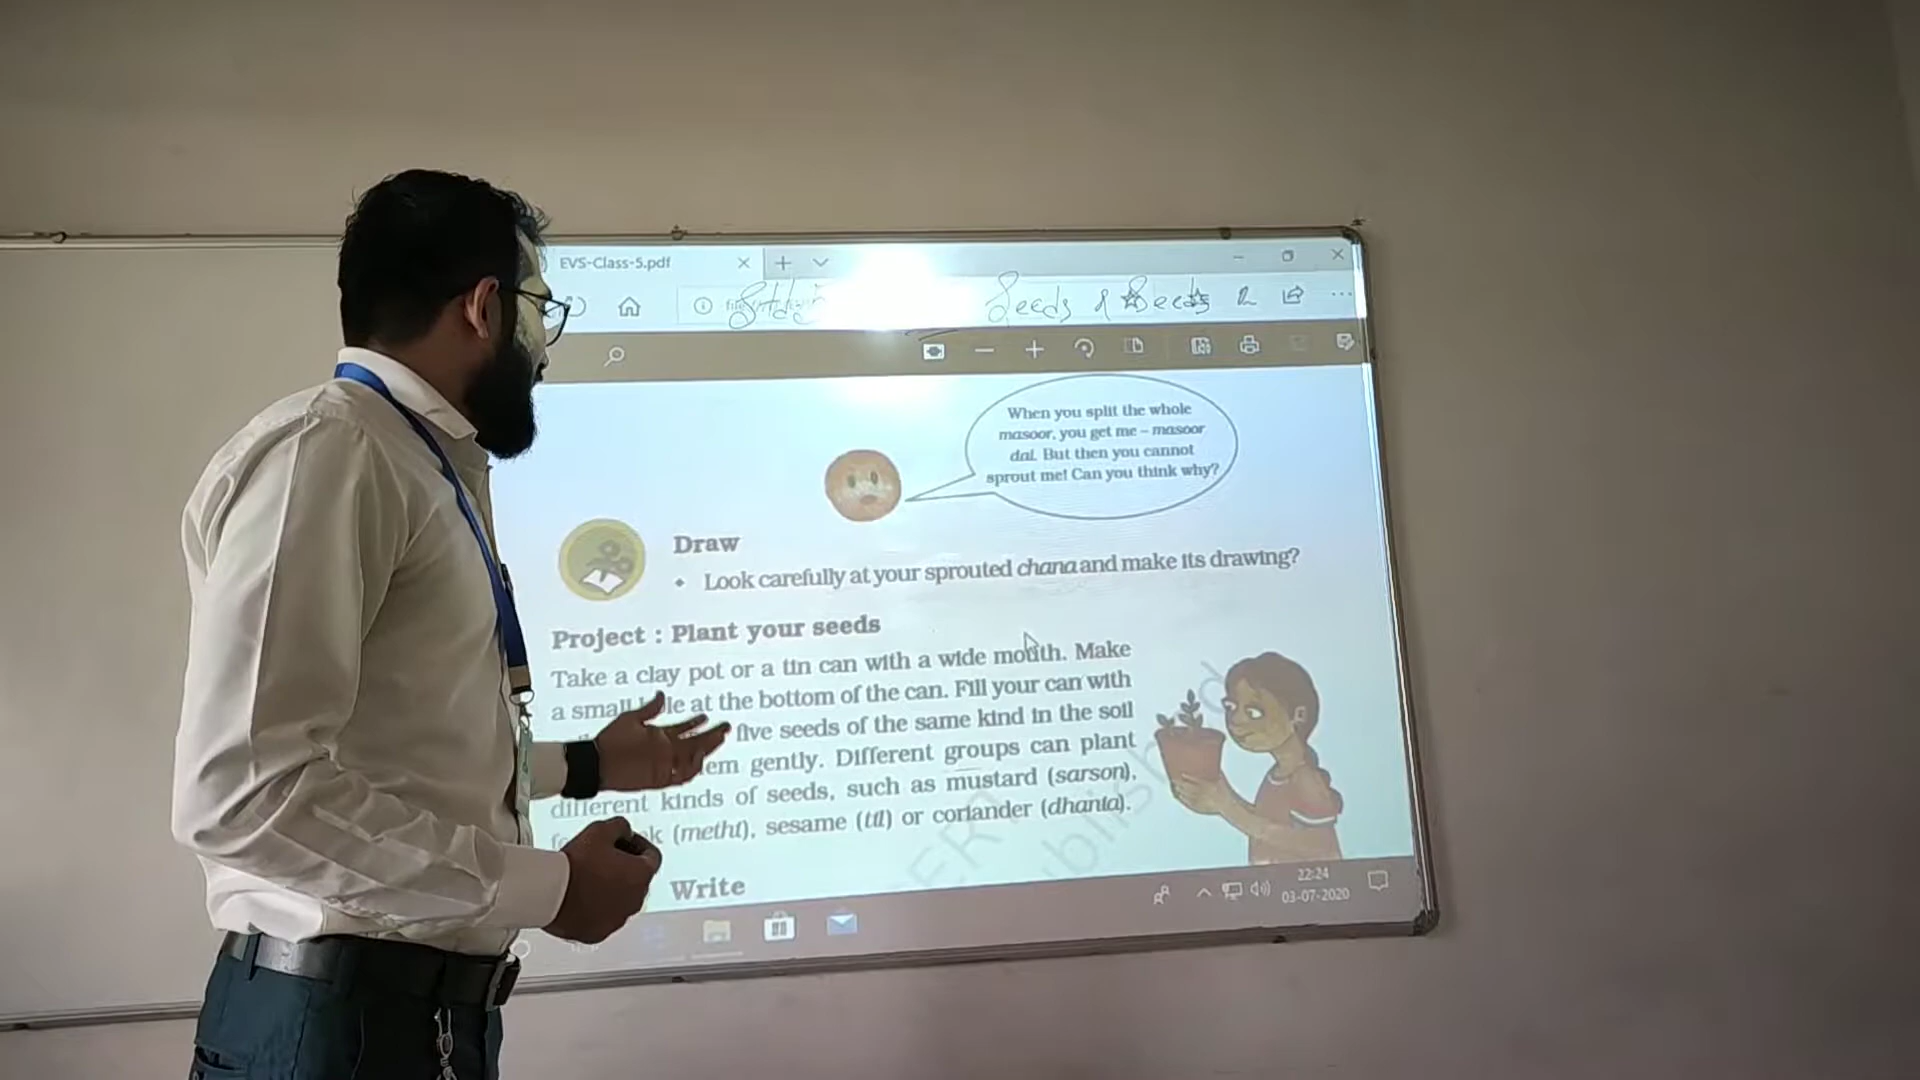 EVS-Class-5.pdf
Seeds & Seeds
When you split the whole
masoor, you get me – masoor
dal. But then you cannot
sprout me! Can you think why?
Draw
• Look carefully at your sprouted chana and make its drawing?
Project : Plant your seeds
Take a clay pot or a tin can with a wide mouth. Make
a small at the bottom of the can. Fill your can with
five seeds of the same kind in the soil
gently. Different groups can plant
different kinds of seeds, such as mustard (sarson),
(methi), sesame (til) or coriander (dhania).
Write
22:24
03-07-2020